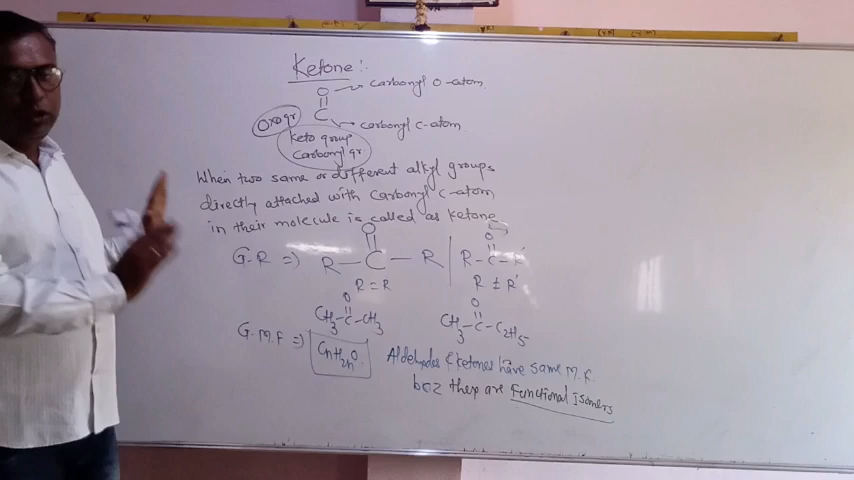 Ketone :-
O → Carbonyl O-atom
||
C → carbonyl c-atom
Oxo gr
Keto group
Carbonyl gr
When two same or different alkyl groups
directly attached with Carbonyl C-atom
in their molecule is called as ketone
G.R => R-C-R | R-C-R'
O O
R = R R ± R'
O O
CH3-C-CH3 CH3-C-C2H5
G.M.F => CnH2nO
Aldehydes & ketones have same M.F.
boz they are Functional Isomers